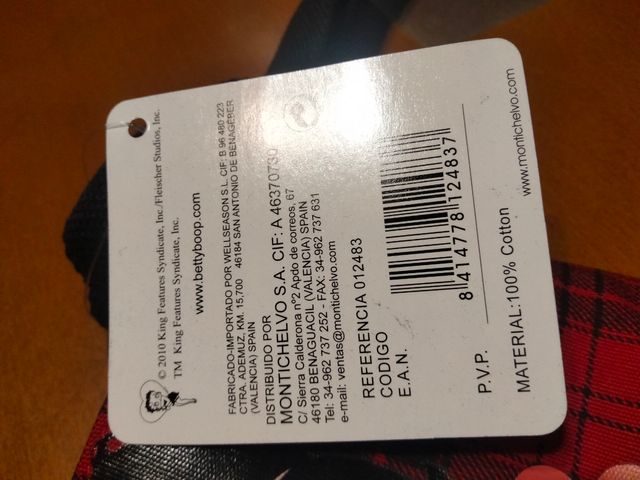 © 2010 King Features Syndicate, Inc./Fleischer Studios, Inc.
TM King Features Syndicate, Inc.
www.bettyboop.com
FABRICADO-IMPORTADO POR WELLSEASON S.L. CIF: B 96 480 223
CTRA. ADEMUZ, KM. 15,700 46184 SAN ANTONIO DE BENAGEBER
(VALENCIA) SPAIN
DISTRIBUIDO POR
MONTICHELVO S.A. CIF: A 46370730
C/ Sierra Calderona nº2 Apdo de correos, 67
46180 BENAGUACIL (VALENCIA) SPAIN
Tel: 34-962 737 252 - FAX: 34-962 737 631
e-mail: ventas@montichelvo.com
REFERENCIA 012483
CODIGO
E.A.N.
8 414778 124837
P.V.P.
MATERIAL:100% Cotton
www.montichelvo.com